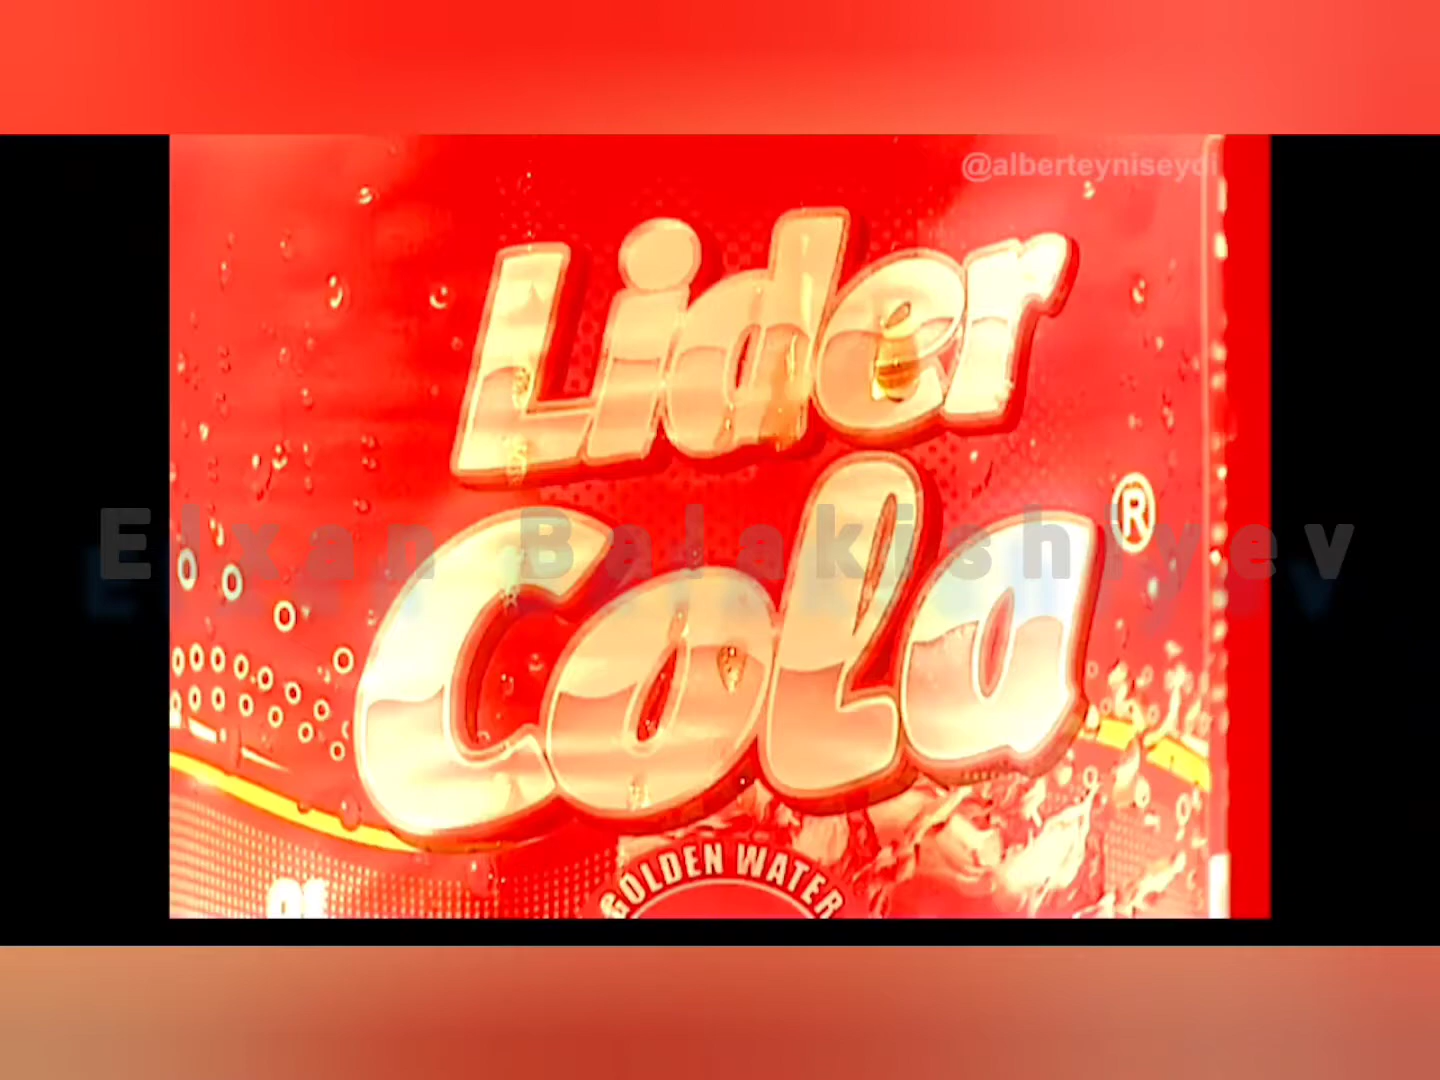 @alberteyniseydi
Lider
Cola
®
Elxan Balakishiyev
GOLDEN WATER